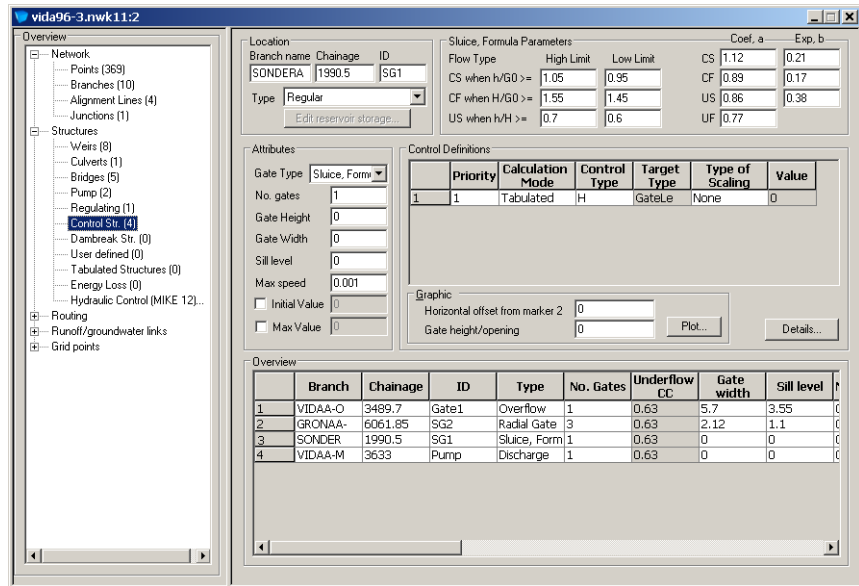 vida96-3.nwk11:2
Overview
Network
Points (369)
Branches (10)
Alignment Lines (4)
Junctions (1)
Structures
Weirs (8)
Culverts (1)
Bridges (5)
Pump (2)
Regulating (1)
Control Str. (4)
Dambreak Str. (0)
User defined (0)
Tabulated Structures (0)
Energy Loss (0)
Hydraulic Control (MIKE 12)...
Routing
Runoff/groundwater links
Grid points
Location
Branch name Chainage ID
SONDERA 1990.5 SG1
Type Regular
Edit reservoir storage...
Sluice, Formula Parameters
Flow Type High Limit Low Limit
CS when h/G0 >= 1.05 0.95
CF when H/G0 >= 1.55 1.45
US when h/H >= 0.7 0.6
Coef, a Exp, b
CS 1.12 0.21
CF 0.89 0.17
US 0.86 0.38
UF 0.77
Attributes
Gate Type Sluice, Form
No. gates 1
Gate Height 0
Gate Width 0
Sill level 0
Max speed 0.001
Initial Value 0
Max Value 0
Control Definitions
Priority Calculation Mode Control Type Target Type Type of Scaling Value
1 1 Tabulated H GateLe None 0
Graphic
Horizontal offset from marker 2 0
Gate height/opening 0
Plot...
Details...
Overview
Branch Chainage ID Type No. Gates Underflow CC Gate width Sill level
1 VIDAA-O 3489.7 Gate1 Overflow 1 0.63 5.7 3.55
2 GRONAA- 6061.85 SG2 Radial Gate 3 0.63 2.12 1.1
3 SONDER 1990.5 SG1 Sluice, Form 1 0.63 0 0
4 VIDAA-M 3633 Pump Discharge 1 0.63 0 0